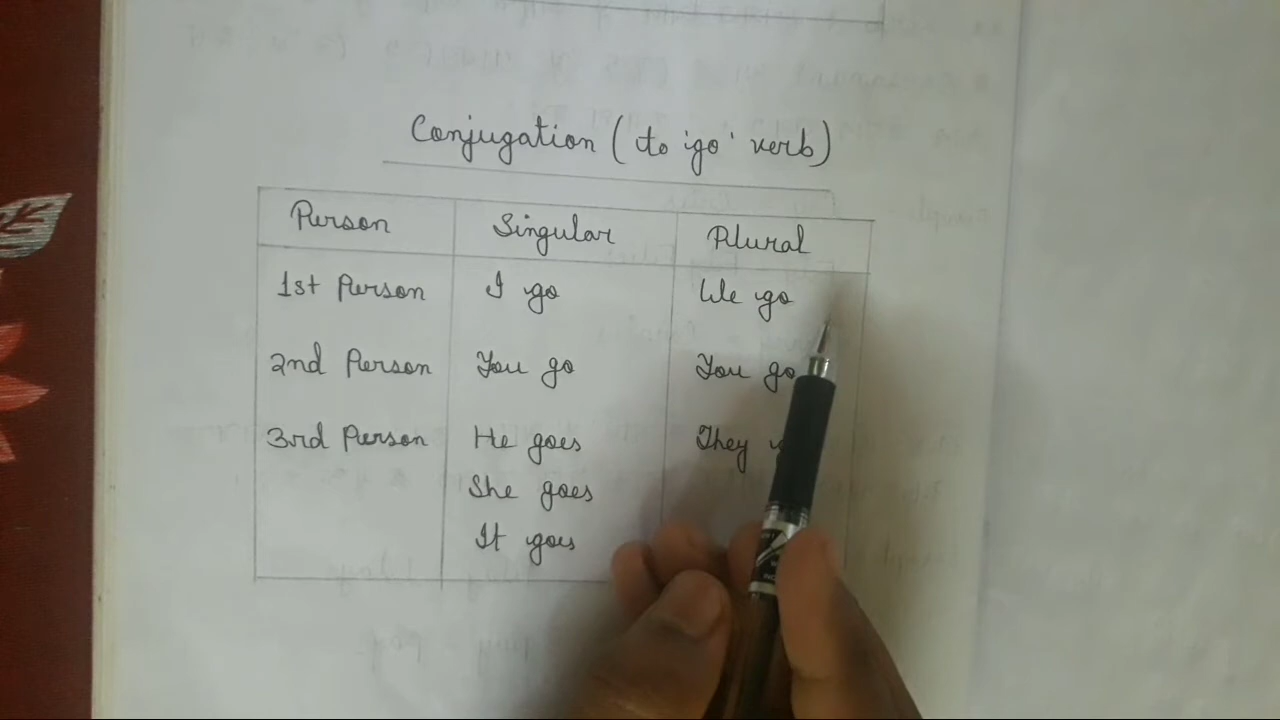 Conjugation ( to 'go' verb)
Person Singular Plural
1st Person I go We go
2nd Person You go You go
3rd Person He goes They
She goes
It goes